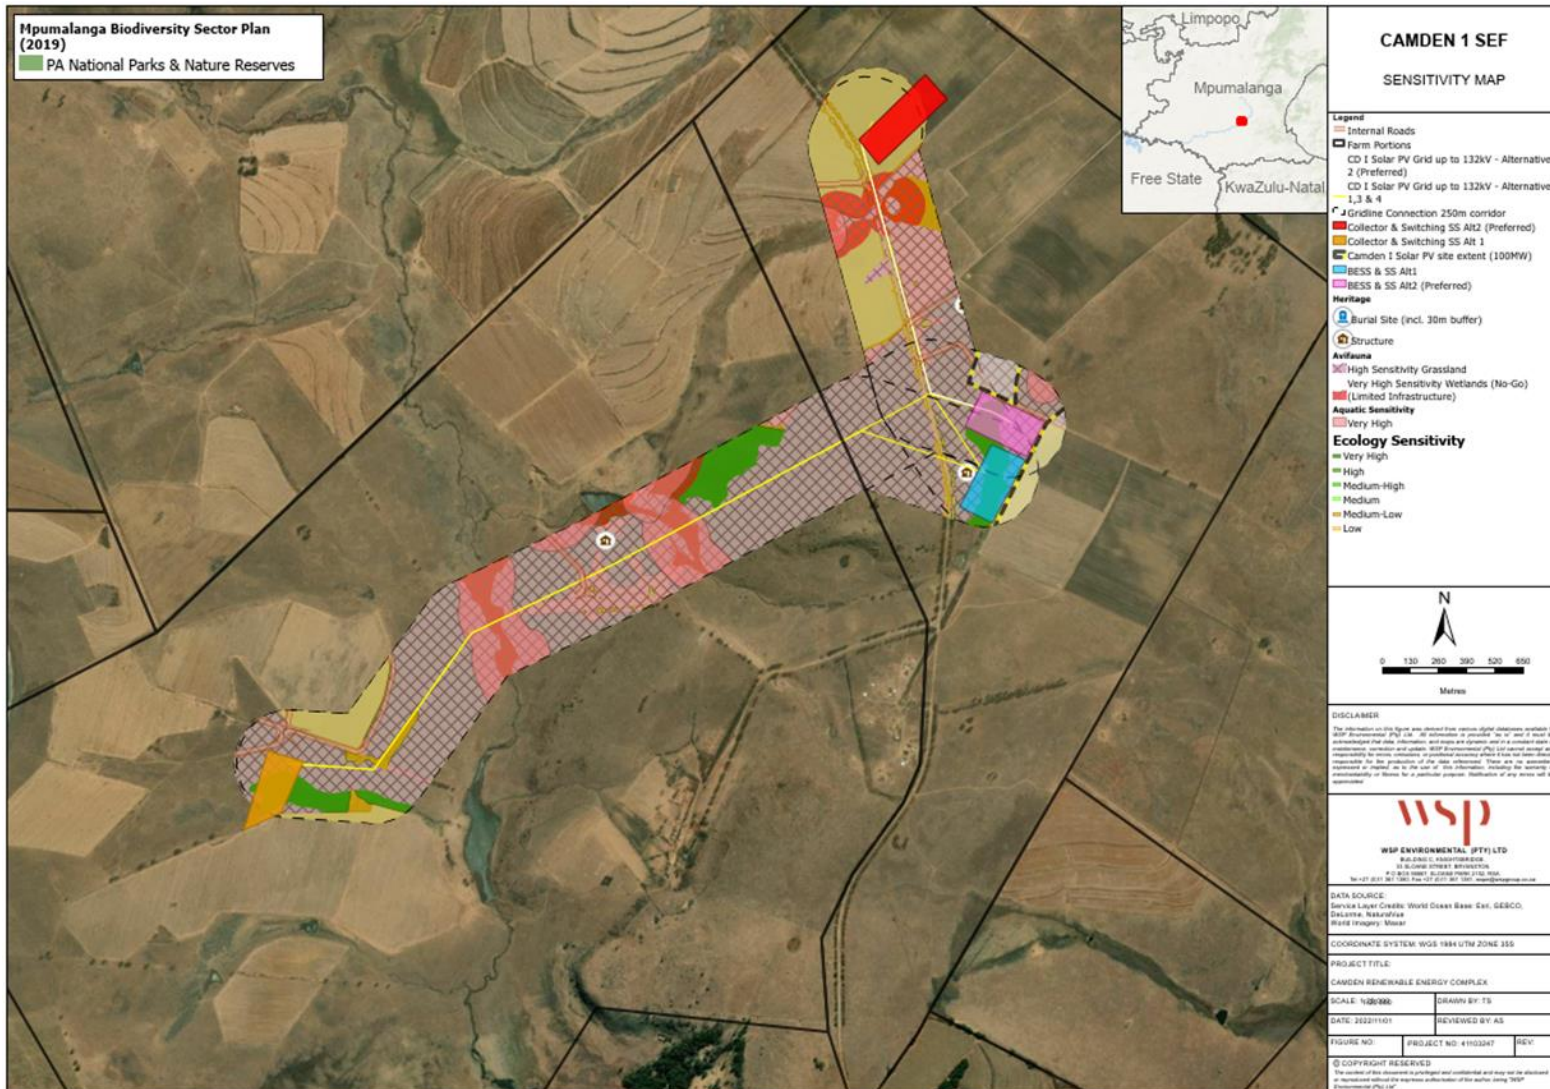 Mpumalanga Biodiversity Sector Plan
(2019)
PA National Parks & Nature Reserves
Limpopo
Mpumalanga
Free State
KwaZulu-Natal
CAMDEN 1 SEF
SENSITIVITY MAP
Legend
Internal Roads
Farm Portions
CD I Solar PV Grid up to 132kV - Alternative
2 (Preferred)
CD I Solar PV Grid up to 132kV - Alternative
1,3 & 4
Gridline Connection 250m corridor
Collector & Switching SS Alt2 (Preferred)
Collector & Switching SS Alt 1
Camden I Solar PV site extent (100MW)
BESS & SS Alt1
BESS & SS Alt2 (Preferred)
Heritage
Burial Site (incl. 30m buffer)
Structure
Avifauna
High Sensitivity Grassland
Very High Sensitivity Wetlands (No-Go)
(Limited Infrastructure)
Aquatic Sensitivity
Very High
Ecology Sensitivity
Very High
High
Medium-High
Medium
Medium-Low
Low
N
0 130 260 390 520 650
Metres
DISCLAIMER
wsp
WSP ENVIRONMENTAL (PTY) LTD
DATA SOURCE:
Service Layer Credits: World Ocean Base: Esri, GEBCO,
DeLorme, NaturalVue
World Imagery: Maxar
COORDINATE SYSTEM: WGS 1984 UTM ZONE 35S
PROJECT TITLE:
CAMDEN RENEWABLE ENERGY COMPLEX
SCALE:
DRAWN BY: TS
DATE: 2022/11/01
REVIEWED BY: AS
FIGURE NO:
PROJECT NO: 41103247
REV:
© COPYRIGHT RESERVED